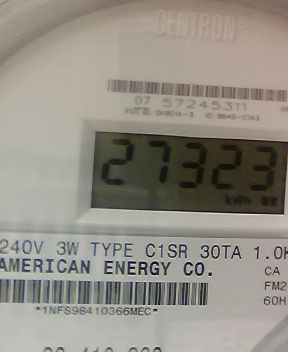 CENTRON®
07 57245311
27323
kWh
240V 3W TYPE C1SR 30TA 1.0K
AMERICAN ENERGY CO.
CA
FM2
60H
*1NFS98410366MEC*